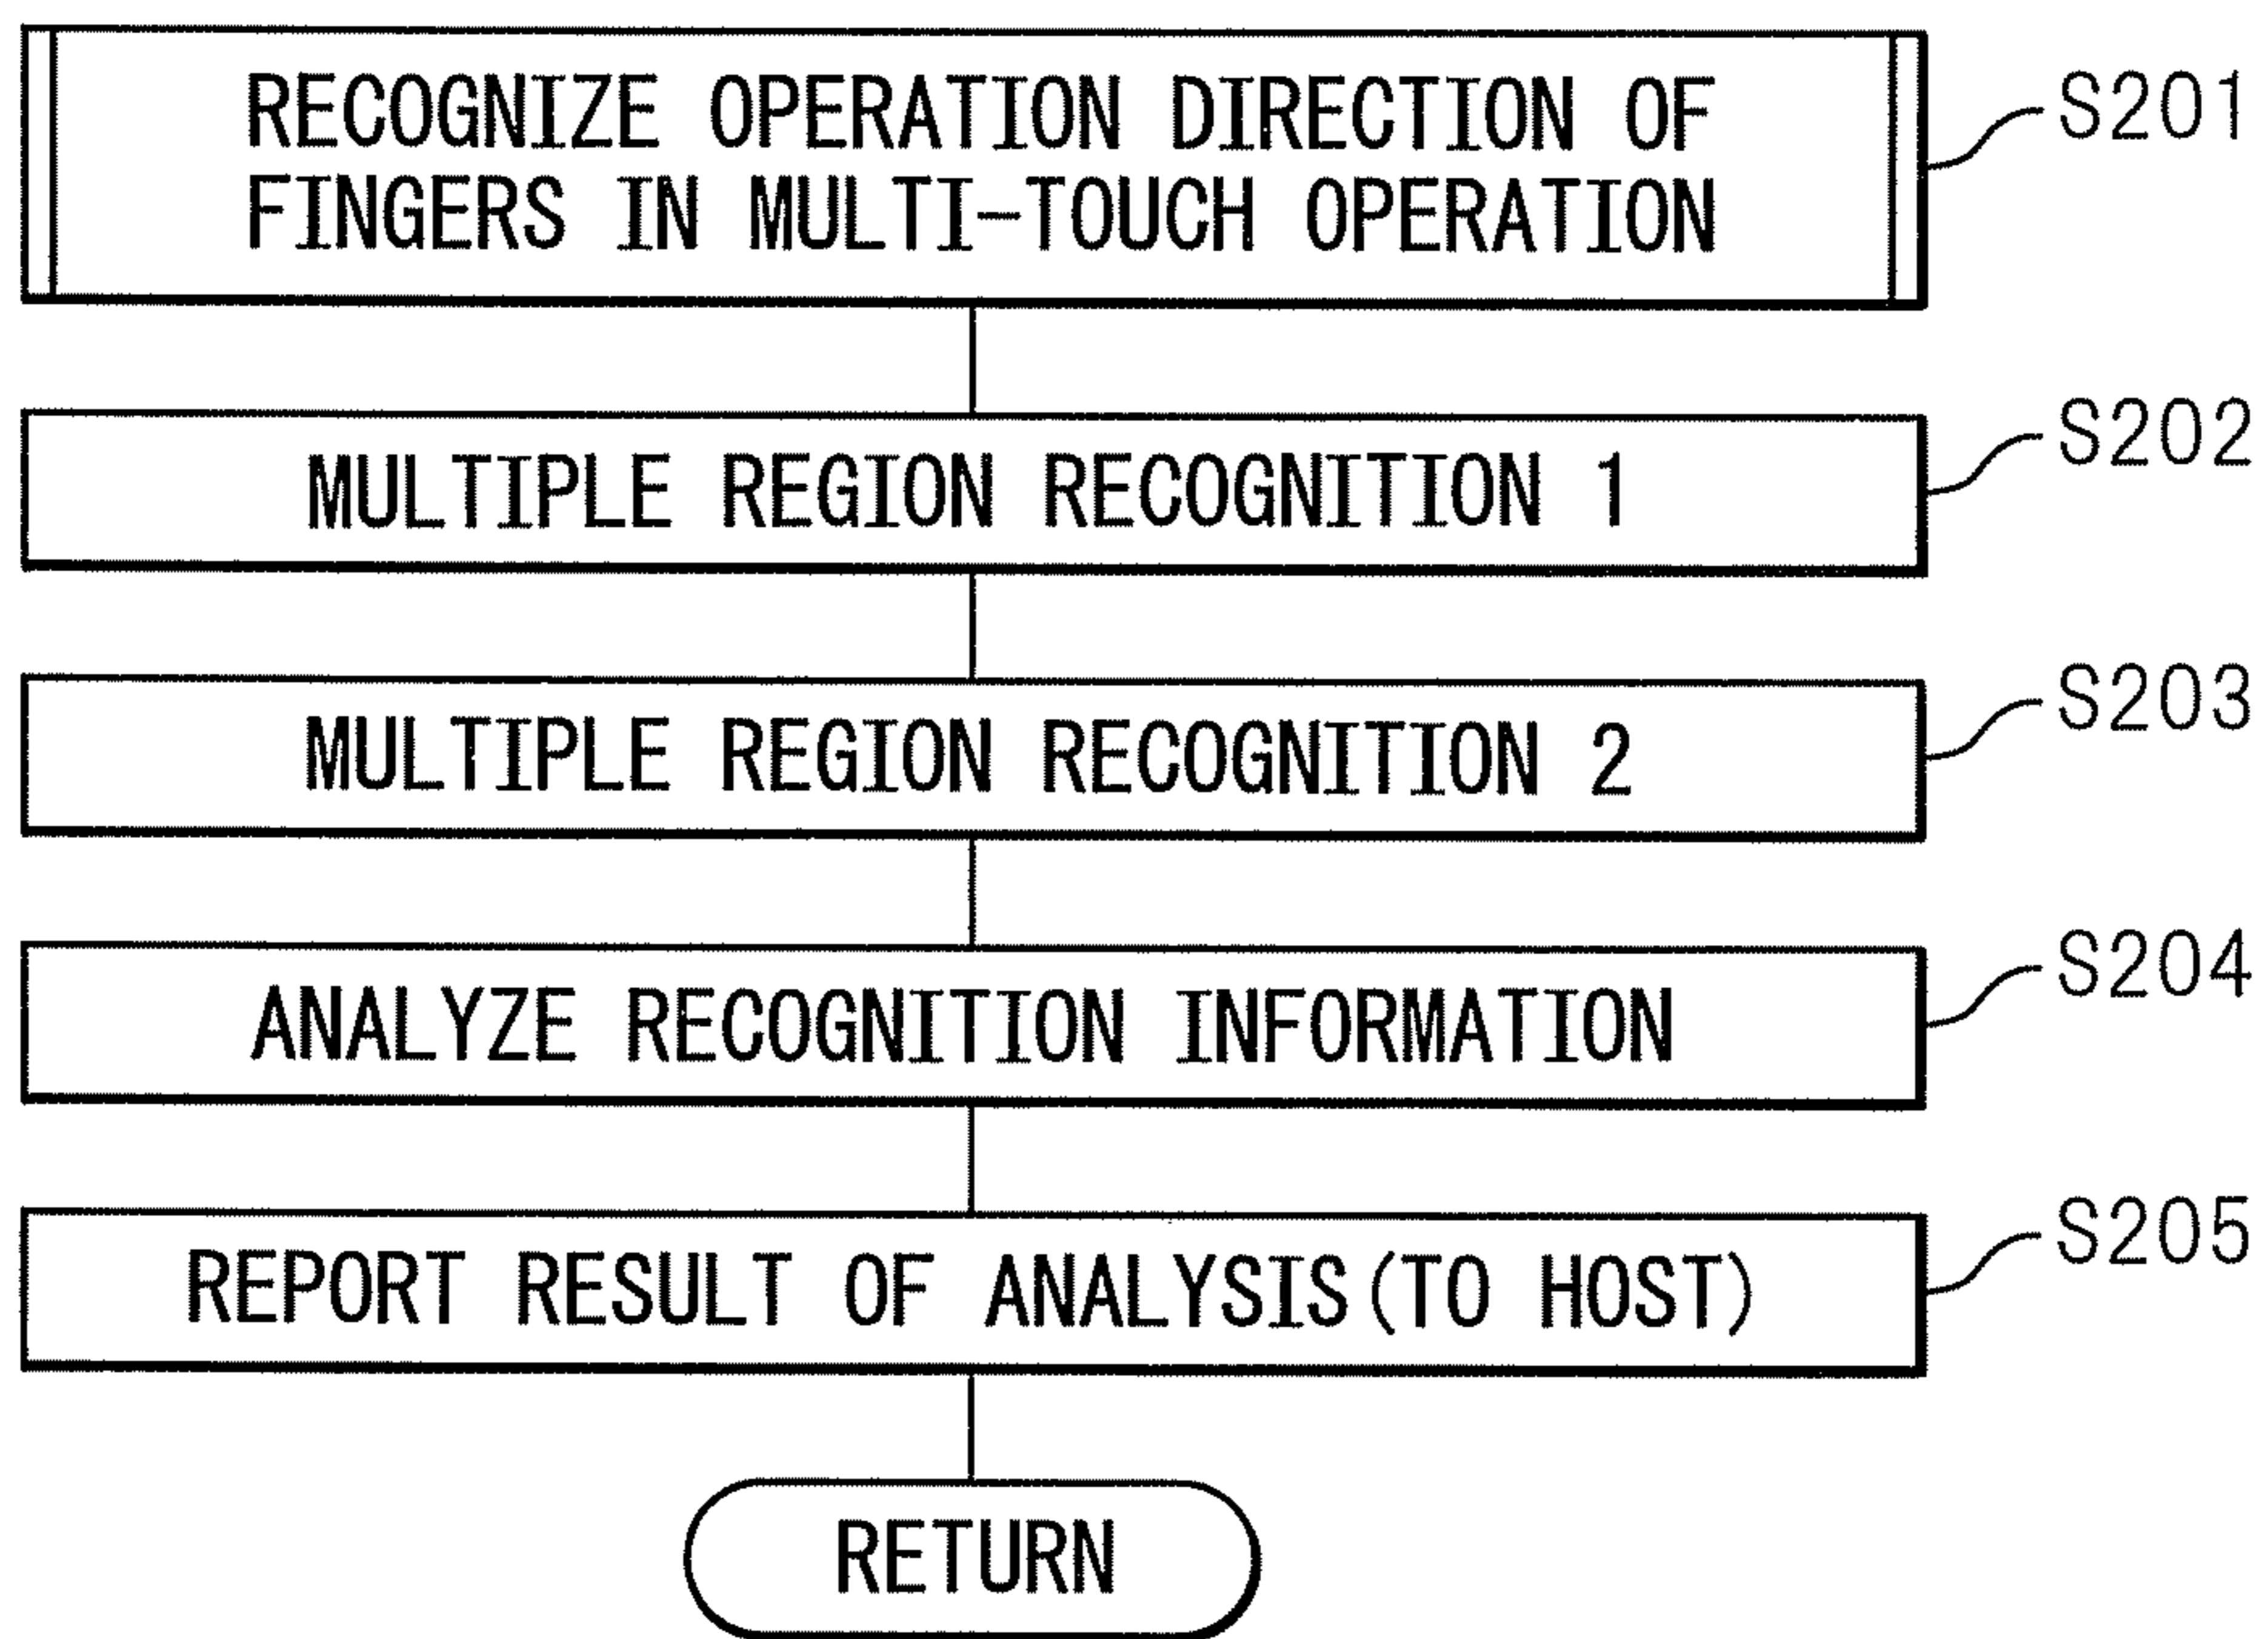 RECOGNIZE OPERATION DIRECTION OF
FINGERS IN MULTI-TOUCH OPERATION
S201
MULTIPLE REGION RECOGNITION 1
S202
MULTIPLE REGION RECOGNITION 2
S203
ANALYZE RECOGNITION INFORMATION
S204
REPORT RESULT OF ANALYSIS(TO HOST)
S205
RETURN